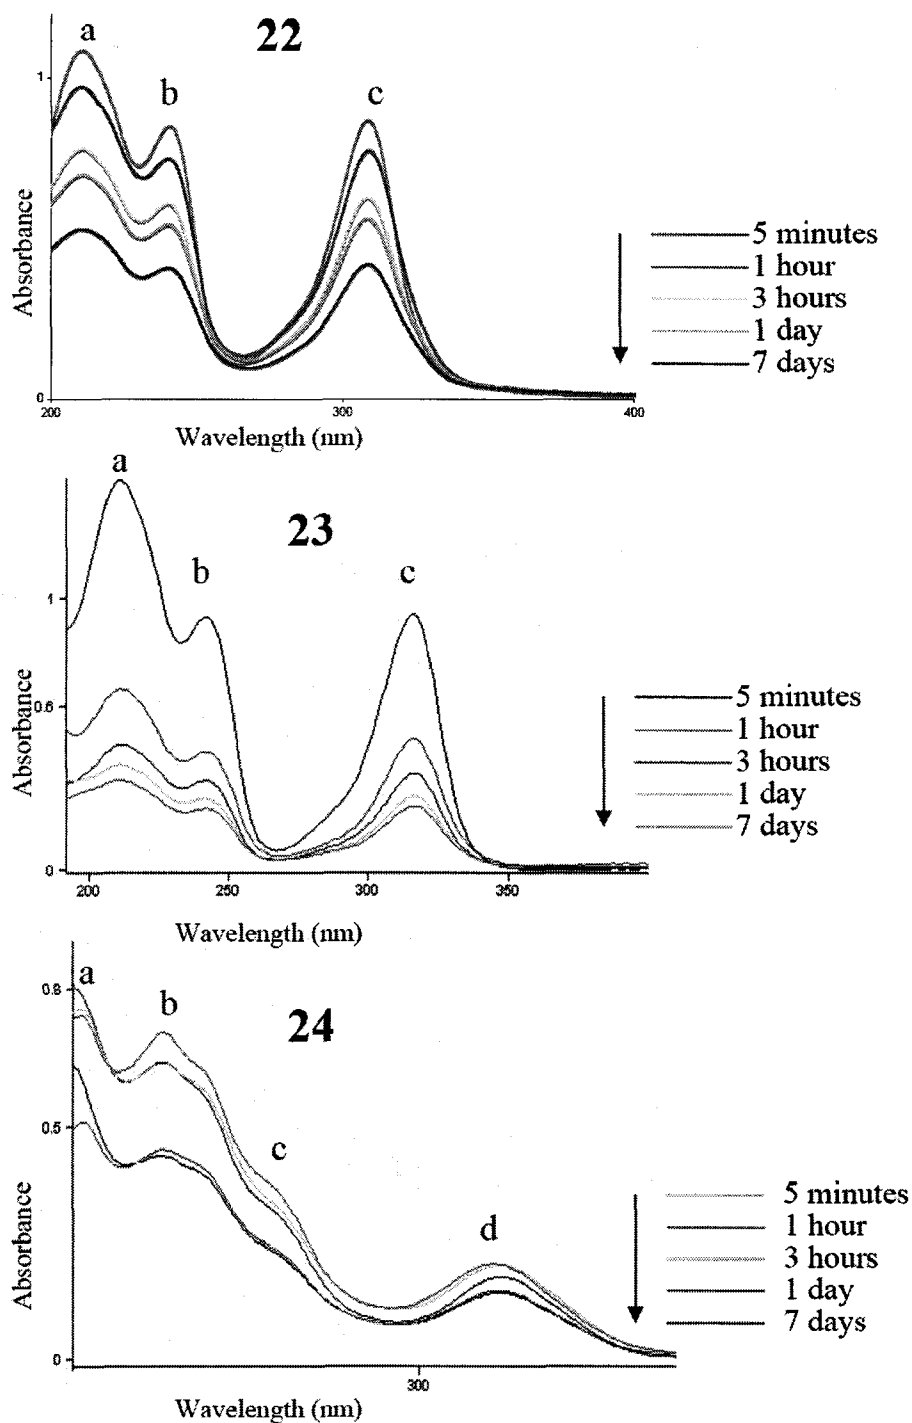 a
22
b
c
1
Absorbance
5 minutes
1 hour
3 hours
1 day
7 days
0
200
300
400
Wavelength (nm)
a
23
b
c
1
0.6
Absorbance
5 minutes
1 hour
3 hours
1 day
7 days
0
200
250
300
350
Wavelength (nm)
a
0.8
b
24
0.5
c
d
Absorbance
5 minutes
1 hour
3 hours
1 day
7 days
0
300
Wavelength (nm)